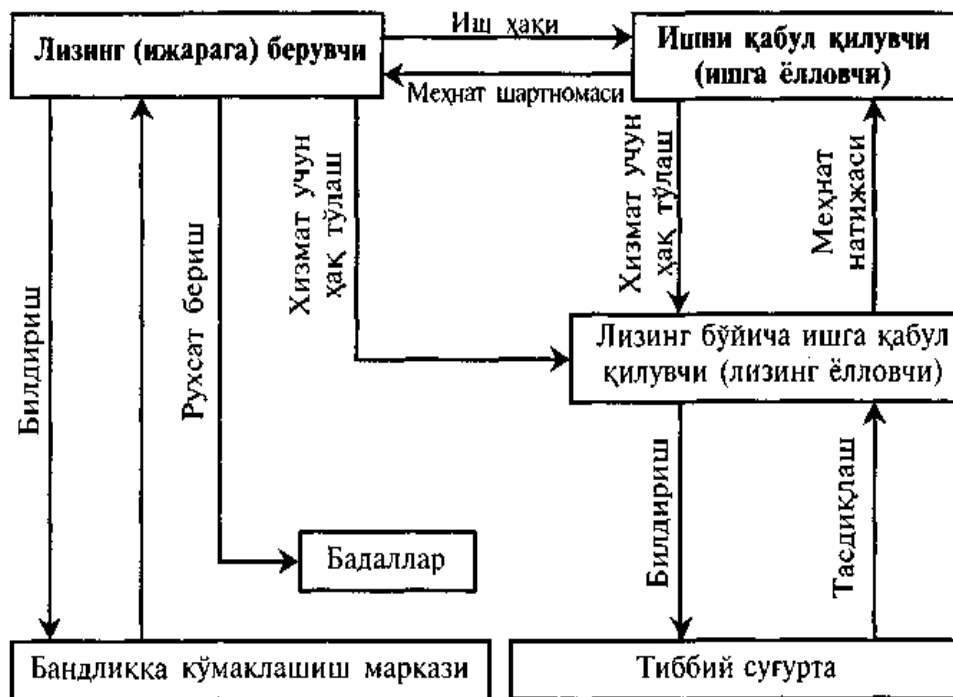 Лизинг (ижарага) берувчи
Иш ҳақи
Меҳнат шартномаси
Ишни қабул қилувчи
(ишга ёлловчи)
Билдириш
Рухсат бериш
Хизмат учун
ҳақ тўлаш
Хизмат учун
ҳақ тўлаш
Меҳнат
натижаси
Лизинг бўйича ишга қабул
қилувчи (лизинг ёлловчи)
Бадаллар
Билдириш
Тасдиқлаш
Бандликка кўмаклашиш маркази
Тиббий суғурта